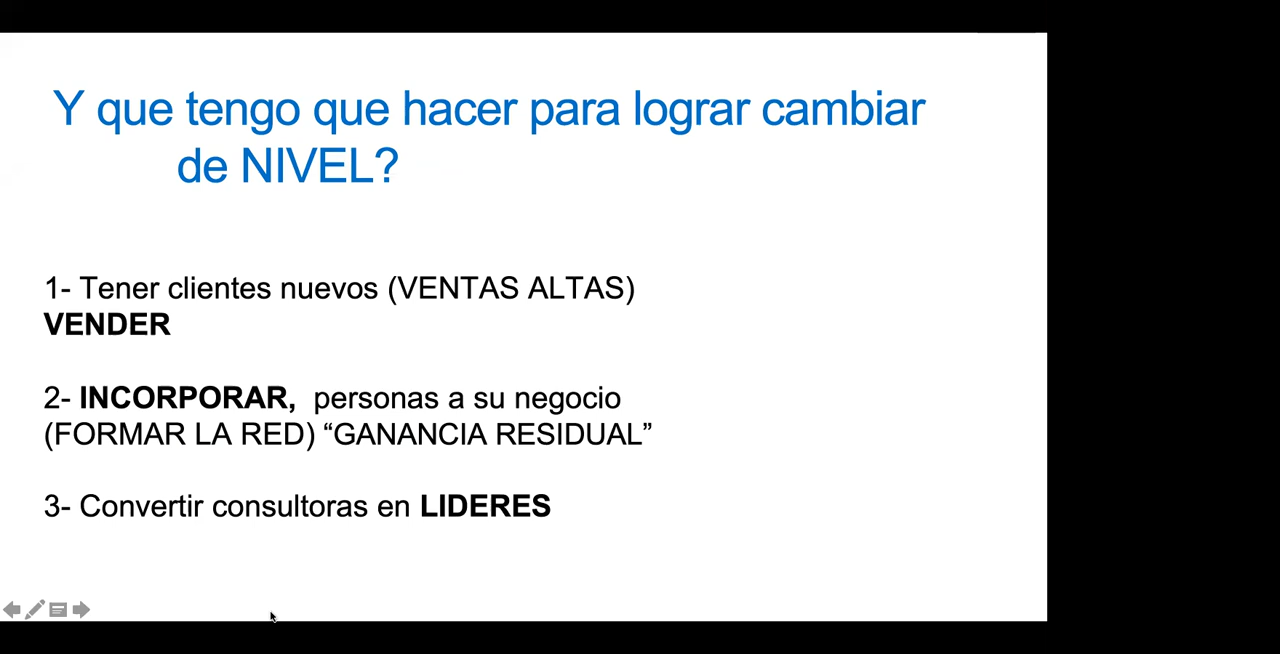 Y que tengo que hacer para lograr cambiar
de NIVEL?
1- Tener clientes nuevos (VENTAS ALTAS)
VENDER
2- INCORPORAR, personas a su negocio
(FORMAR LA RED) “GANANCIA RESIDUAL”
3- Convertir consultoras en LIDERES